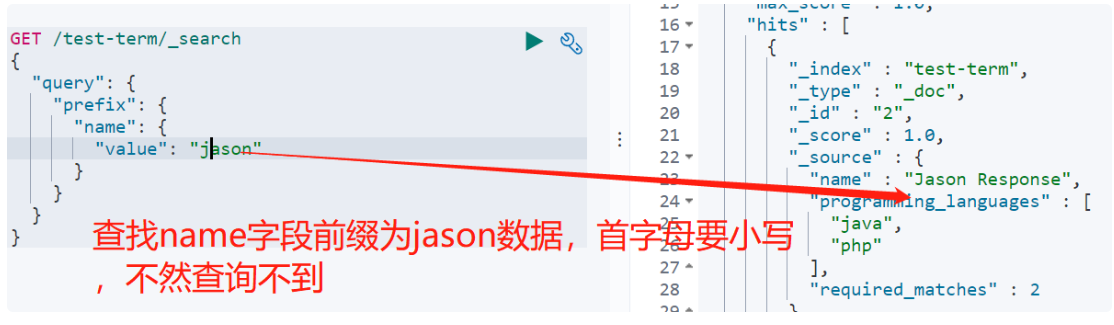 GET /test-term/_search
{
"query": {
"prefix": {
"name": {
"value": "jason"
}
}
}
}
查找name字段前缀为jason数据，首字母要小写
，不然查询不到
16
"hits" : [
17
{
18
"_index" : "test-term",
19
"_type" : "_doc",
20
"_id" : "2",
21
"_score" : 1.0,
22
"_source" : {
23
"name" : "Jason Response",
24
"programming_languages" : [
25
"java",
26
"php"
27
],
28
"required_matches" : 2
29
}